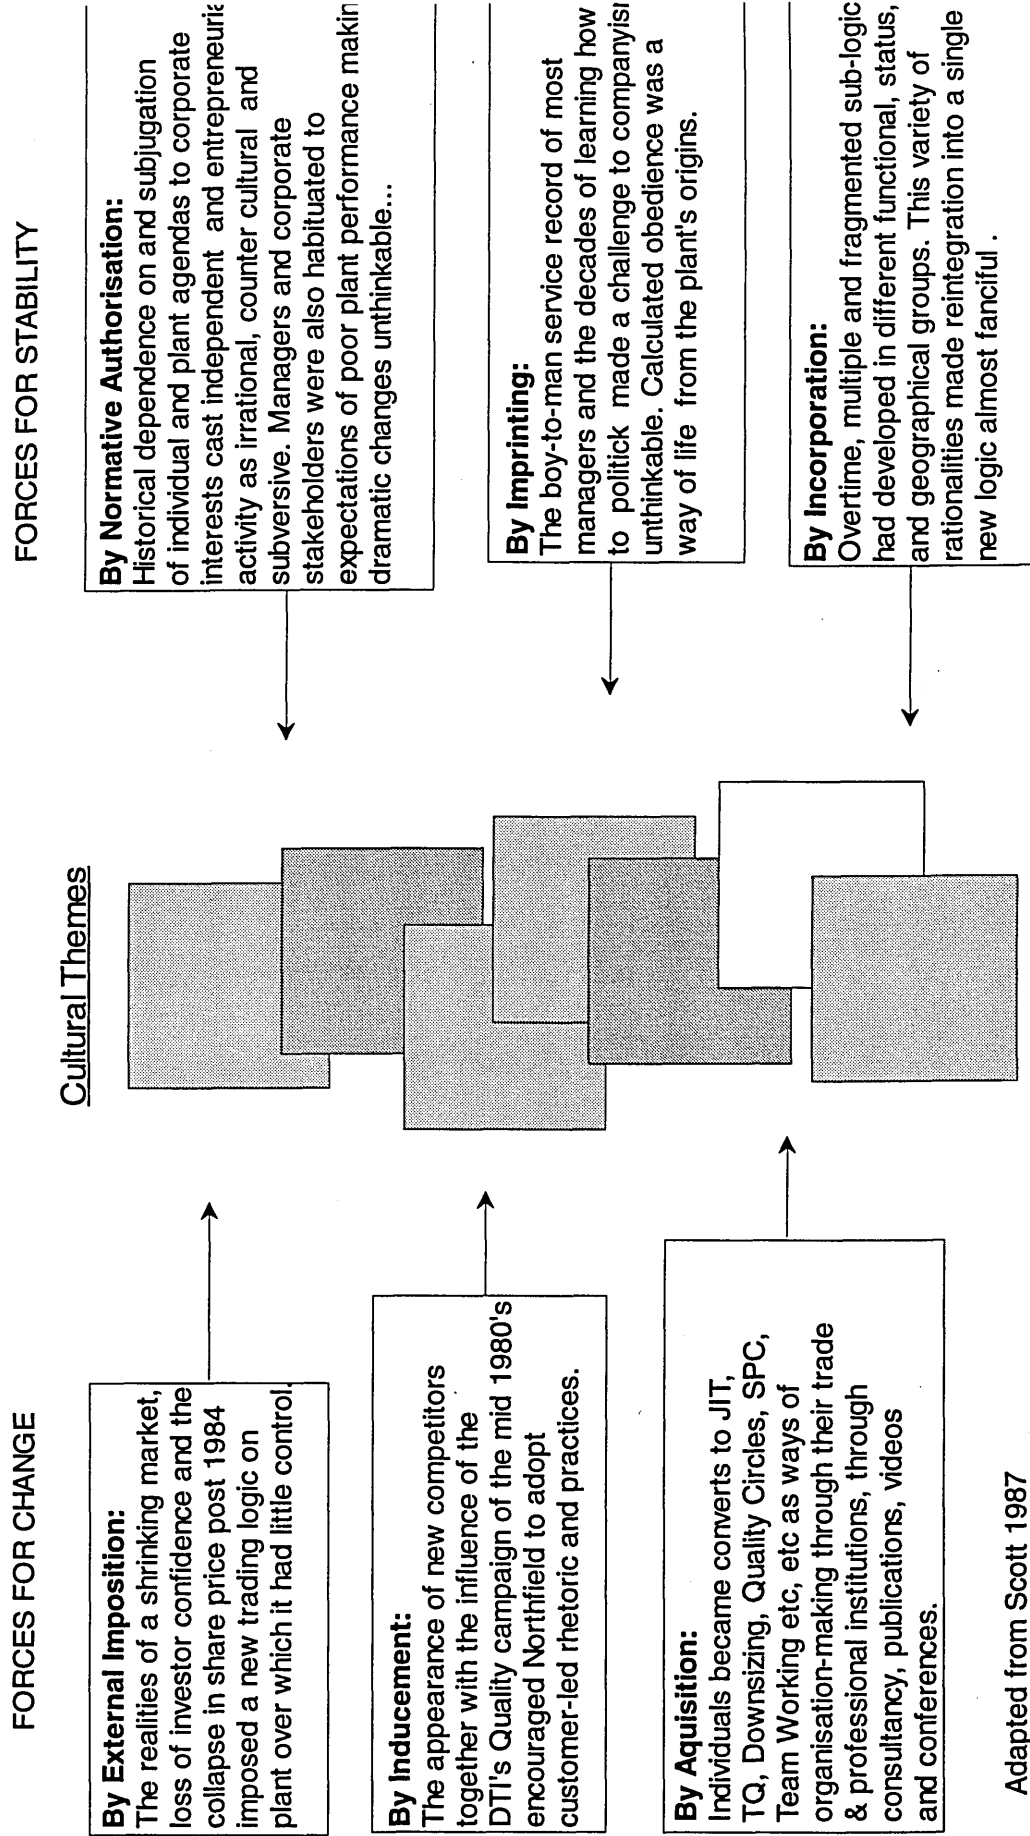 FORCES FOR CHANGE
FORCES FOR STABILITY
Cultural Themes
By External Imposition:
The realities of a shrinking market,
loss of investor confidence and the
collapse in share price post 1984
imposed a new trading logic on
plant over which it had little control.
By Inducement:
The appearance of new competitors
together with the influence of the
DTI's Quality campaign of the mid 1980's
encouraged Northfield to adopt
customer-led rhetoric and practices.
By Aquisition:
Individuals became converts to JIT,
TQ, Downsizing, Quality Circles, SPC,
Team Working etc, etc as ways of
organisation-making through their trade
& professional institutions, through
consultancy, publications, videos
and conferences.
By Normative Authorisation:
Historical dependence on and subjugation
of individual and plant agendas to corporate
interests cast independent and entrepreneuri
activity as irrational, counter cultural and
subversive. Managers and corporate
stakeholders were also habituated to
expectations of poor plant performance makin
dramatic changes unthinkable...
By Imprinting:
The boy-to-man service record of most
managers and the decades of learning how
to politick made a challenge to companyis
unthinkable. Calculated obedience was a
way of life from the plant's origins.
By Incorporation:
Overtime, multiple and fragmented sub-logic
had developed in different functional, status,
and geographical groups. This variety of
rationalities made reintegration into a single
new logic almost fanciful .
Adapted from Scott 1987